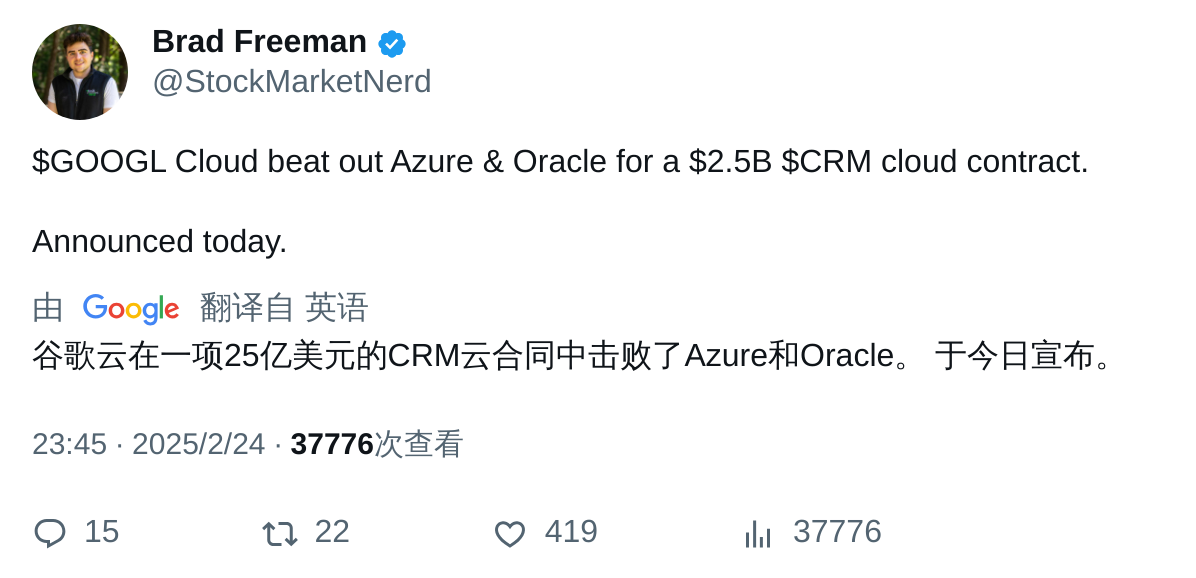 Brad Freeman
@StockMarketNerd
$GOOGL Cloud beat out Azure & Oracle for a $2.5B $CRM cloud contract.
Announced today.
由 Google 翻译自 英语
谷歌云在一项25亿美元的CRM云合同中击败了Azure和Oracle。 于今日宣布。
23:45 · 2025/2/24 · 37776次查看
15 22 419 37776